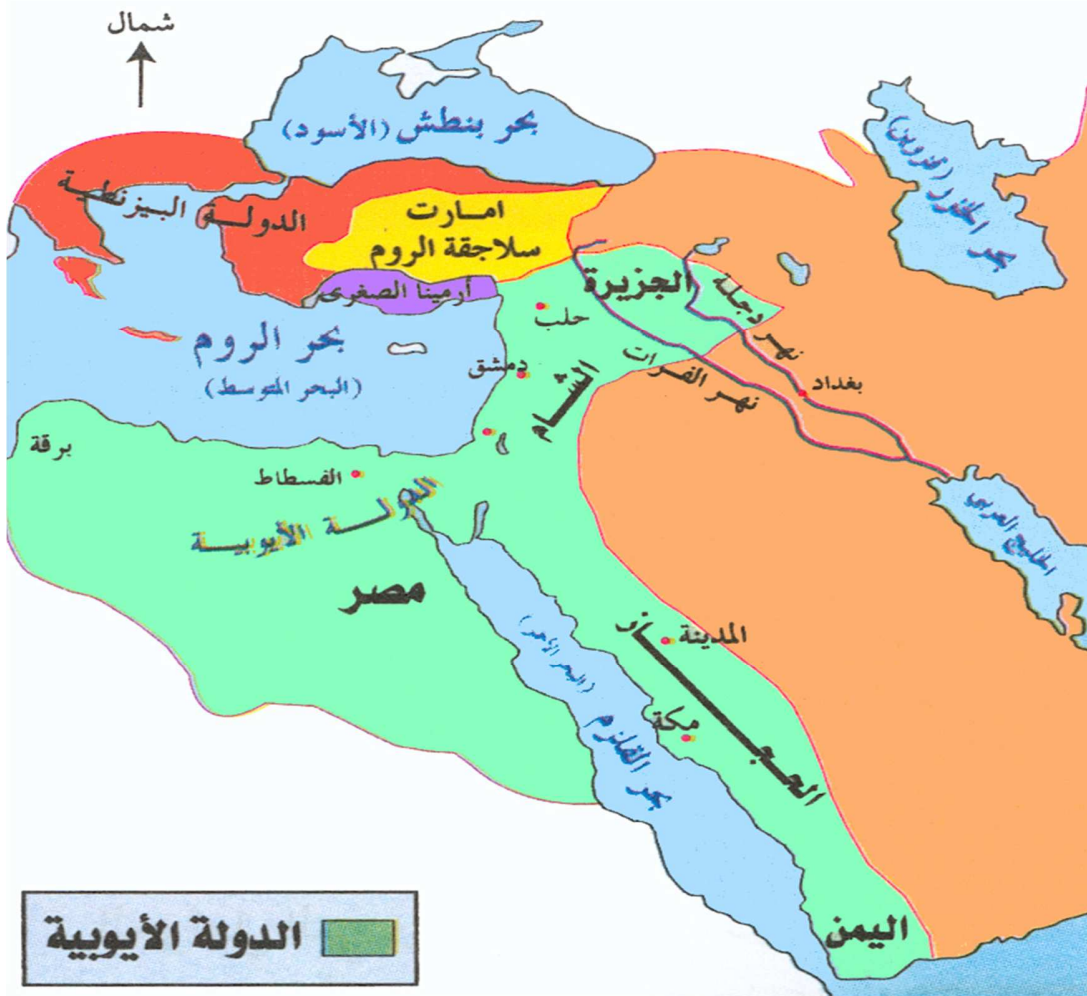 شمال
بحر بنطش (الأسود)
بحر الخزر (قزوين)
الدولة البيزنطية
امارت
سلاجقة الروم
أرمينا الصغرى
الجزيرة
نهر دجلة
حلب
بحر الروم
(البحر المتوسط)
دمشق
الشام
نهر الفرات
بغداد
برقة
الفسطاط
الدولة الأيوبية
الخليج العربي
مصر
المدينة
(البحر الأحمر)
بحر القلزم
مكة
الحجاز
اليمن
الدولة الأيوبية